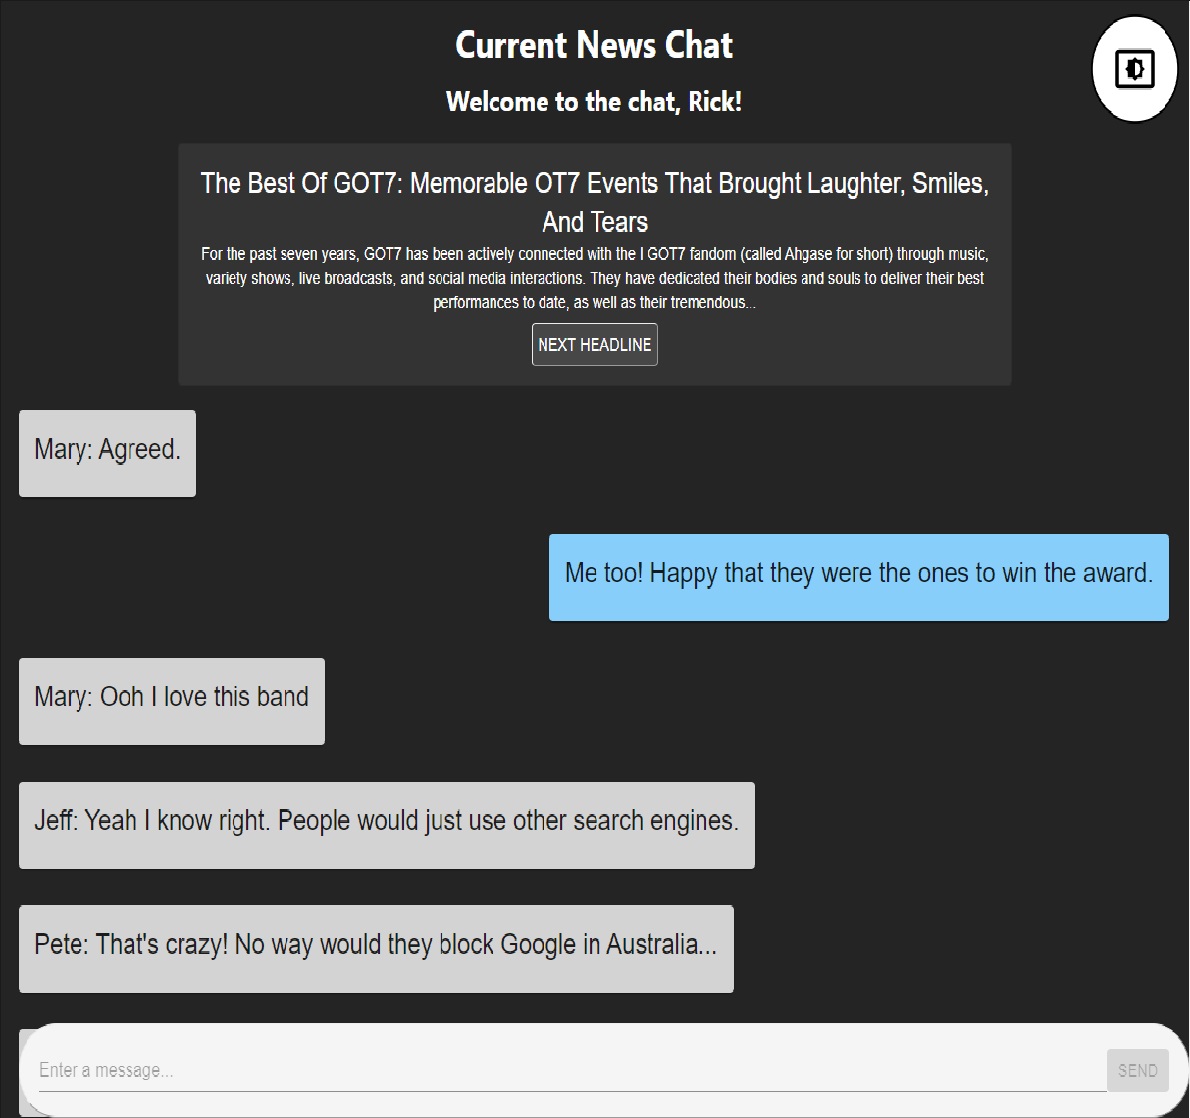 Current News Chat
Welcome to the chat, Rick!
The Best Of GOT7: Memorable OT7 Events That Brought Laughter, Smiles,
And Tears
For the past seven years, GOT7 has been actively connected with the I GOT7 fandom (called Ahgase for short) through music,
variety shows, live broadcasts, and social media interactions. They have dedicated their bodies and souls to deliver their best
performances to date, as well as their tremendous...
NEXT HEADLINE
Mary: Agreed.
Me too! Happy that they were the ones to win the award.
Mary: Ooh I love this band
Jeff: Yeah I know right. People would just use other search engines.
Pete: That's crazy! No way would they block Google in Australia...
Enter a message...
SEND